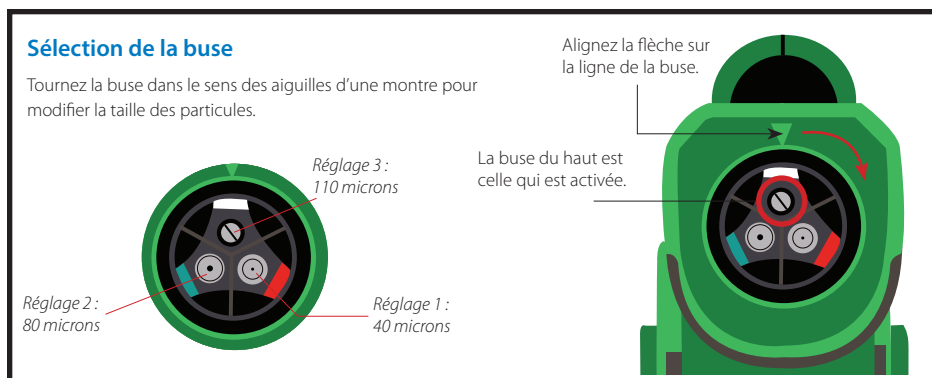 Sélection de la buse
Tournez la buse dans le sens des aiguilles d'une montre pour
modifier la taille des particules.
Réglage 3 :
110 microns
Réglage 2 :
80 microns
Réglage 1 :
40 microns
Alignez la flèche sur
la ligne de la buse.
La buse du haut est
celle qui est activée.